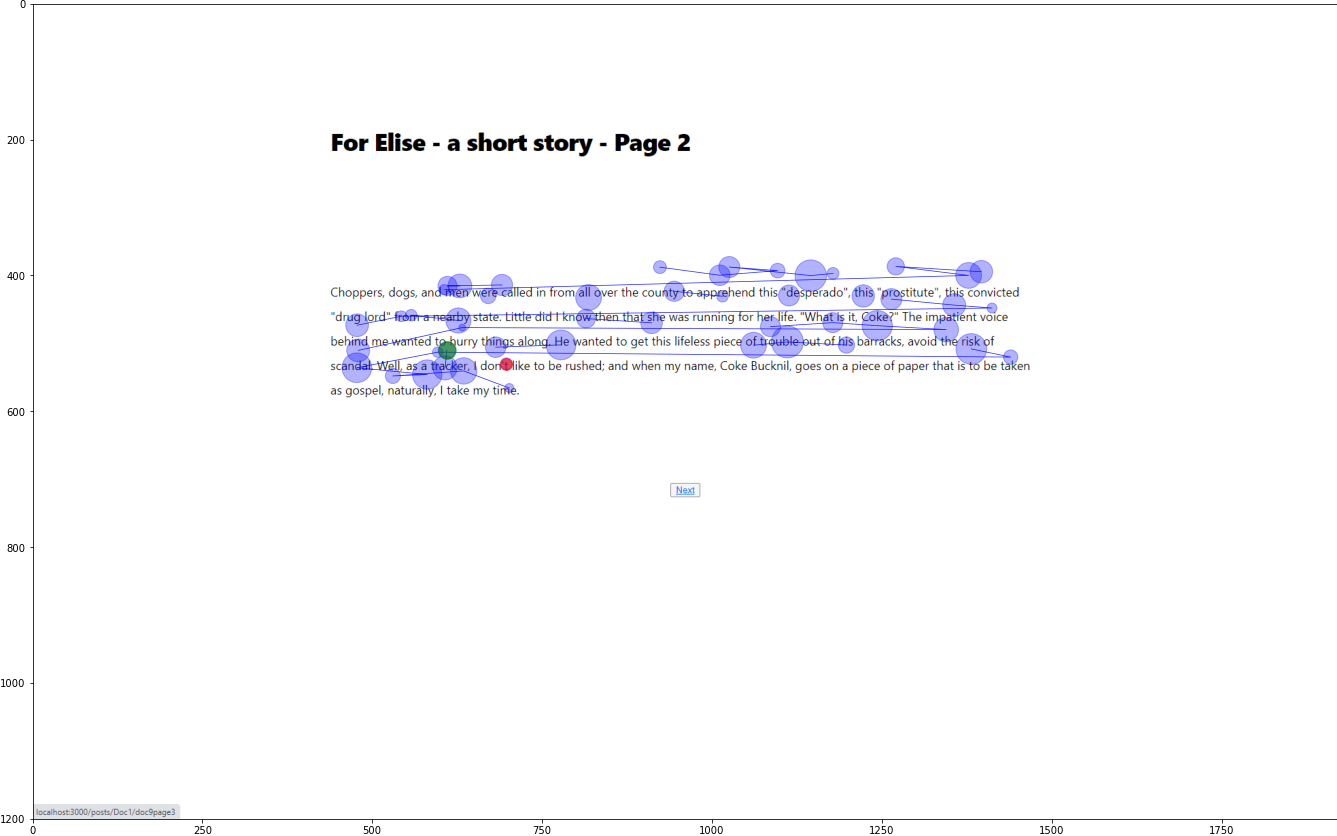 0
200
For Elise - a short story - Page 2
400
Choppers, dogs, and men were called in from all over the county to apprehend this "desperado", this "prostitute", this convicted
"drug lord" from a nearby state. Little did I know then that she was running for her life. "What is it, Coke?" The impatient voice
behind me wanted to hurry things along. He wanted to get this lifeless piece of trouble out of his barracks, avoid the risk of
scandal. Well, as a tracker, I don't like to be rushed; and when my name, Coke Bucknil, goes on a piece of paper that is to be taken
as gospel, naturally, I take my time.
600
Next
800
1000
localhost:3000/posts/Doc1/doc9page3
1200
0 250 500 750 1000 1250 1500 1750